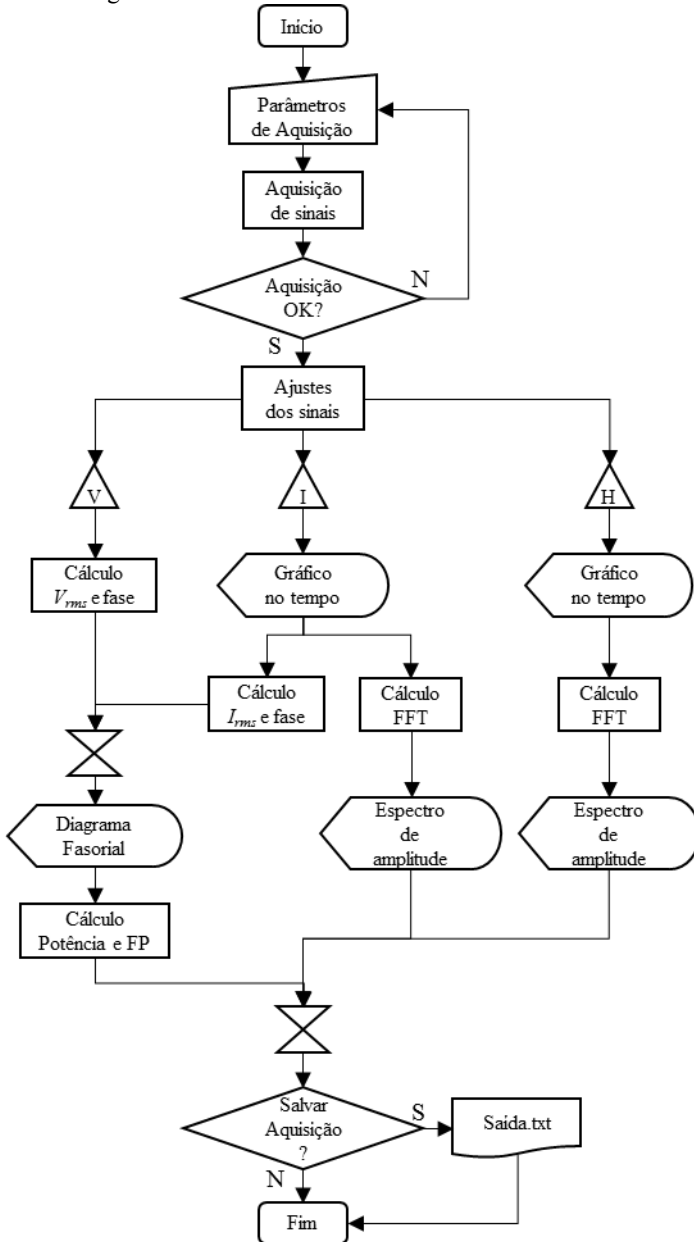 Início
Parâmetros
de Aquisição
Aquisição
de sinais
Aquisição
OK?
N
S
Ajustes
dos sinais
V
I
H
Cálculo
Vrms e fase
Gráfico
no tempo
Gráfico
no tempo
Cálculo
Irms e fase
Cálculo
FFT
Cálculo
FFT
Diagrama
Fasorial
Espectro
de
amplitude
Espectro
de
amplitude
Cálculo
Potência e FP
Salvar
Aquisição
?
S
Saída.txt
N
Fim